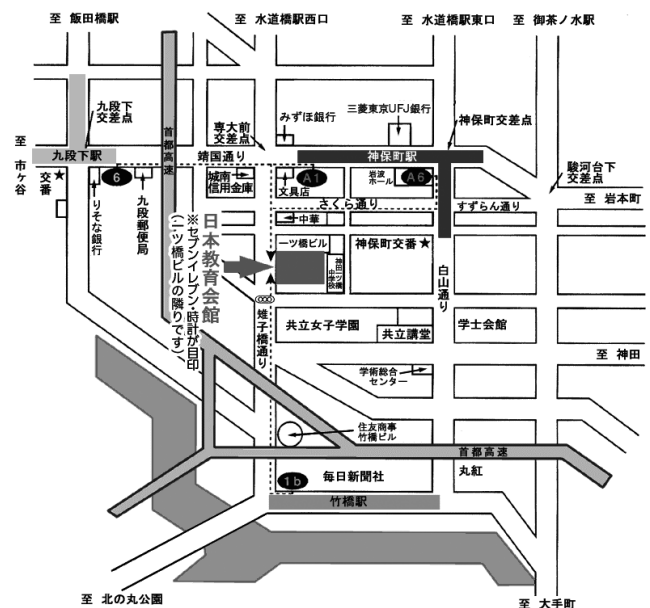 至 飯田橋駅
至 水道橋駅西口
至 水道橋駅東口
至 御茶ノ水駅
九段下
交差点
首都高速
専大前
交差点
みずほ銀行
三菱東京UFJ銀行
神保町交差点
至 市ヶ谷
九段下駅
靖国通り
神保町駅
駿河台下
交差点
交番★
6
城南
信用金庫
A1
文具店
岩波
ホール
A6
至 岩本町
りそな銀行
九段郵便局
さくら通り
すずらん通り
中華
日本教育会館
※セブンイレブン・時計が目印
(一ツ橋ビルの隣りです)
一ツ橋ビル
神田一ツ橋
中学校
神保町交番★
白山通り
雉子橋通り
共立女子学園
共立講堂
学士会館
至 神田
学術総合
センター
住友商事
竹橋ビル
首都高速
1b
毎日新聞社
丸紅
竹橋駅
至 北の丸公園
至 大手町